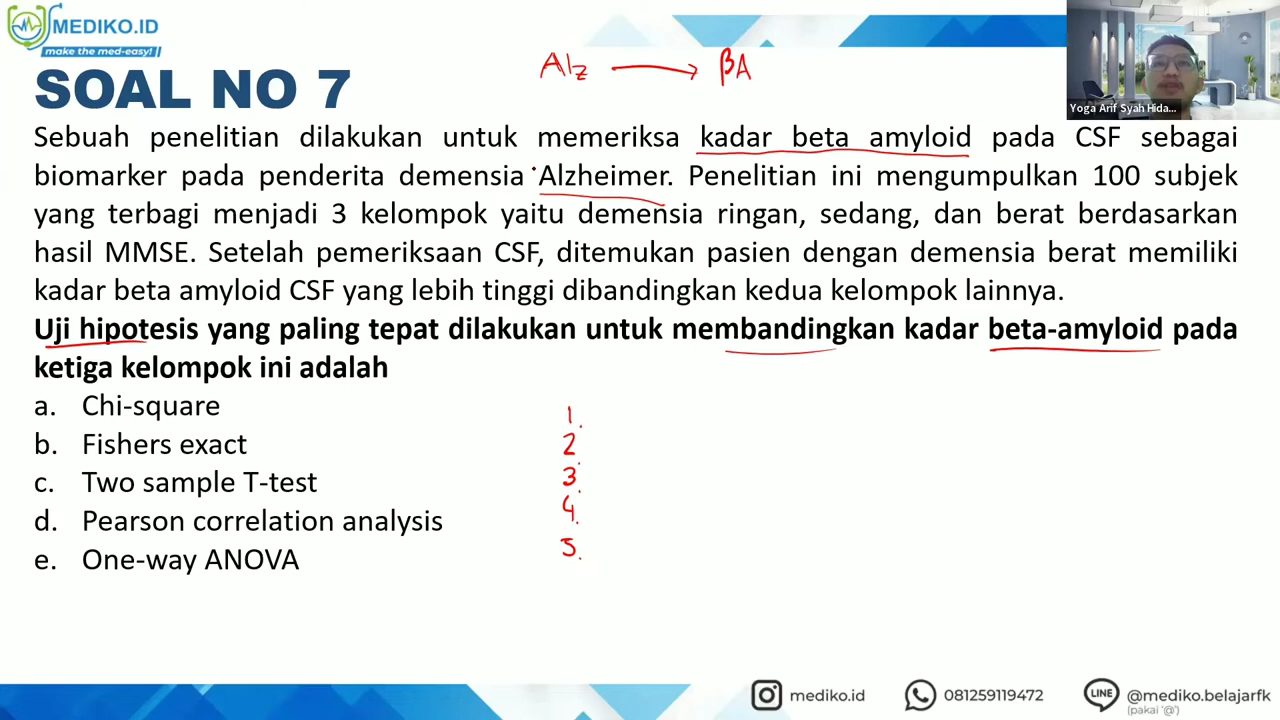 MEDIKO.ID
make the med-easy!
Alz → βA
SOAL NO 7
Yoga Arif Syah Hida...
Sebuah penelitian dilakukan untuk memeriksa kadar beta amyloid pada CSF sebagai
biomarker pada penderita demensia Alzheimer. Penelitian ini mengumpulkan 100 subjek
yang terbagi menjadi 3 kelompok yaitu demensia ringan, sedang, dan berat berdasarkan
hasil MMSE. Setelah pemeriksaan CSF, ditemukan pasien dengan demensia berat memiliki
kadar beta amyloid CSF yang lebih tinggi dibandingkan kedua kelompok lainnya.
Uji hipotesis yang paling tepat dilakukan untuk membandingkan kadar beta-amyloid pada
ketiga kelompok ini adalah
a. Chi-square
b. Fishers exact
c. Two sample T-test
d. Pearson correlation analysis
e. One-way ANOVA
1.
2.
3.
4.
5.
mediko.id
081259119472
LINE
@mediko.belajarfk
(pakai '@')